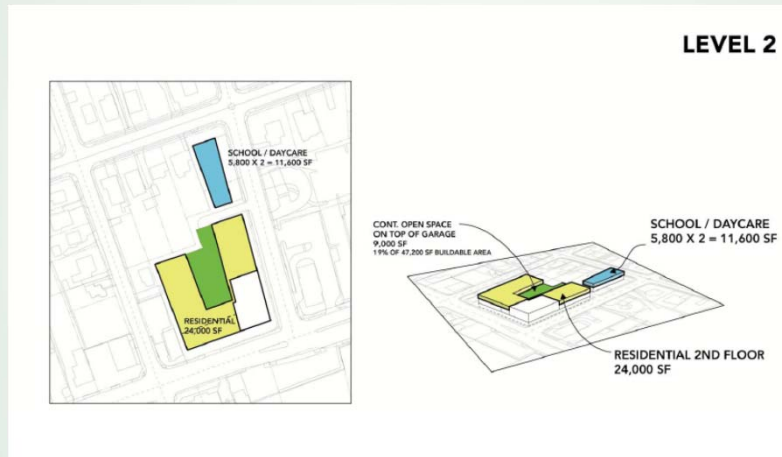 LEVEL 2
SCHOOL / DAYCARE
5,800 X 2 = 11,600 SF
RESIDENTIAL
24,000 SF
CONT. OPEN SPACE
ON TOP OF GARAGE
9,000 SF
19% OF 47,200 SF BUILDABLE AREA
SCHOOL / DAYCARE
5,800 X 2 = 11,600 SF
RESIDENTIAL 2ND FLOOR
24,000 SF